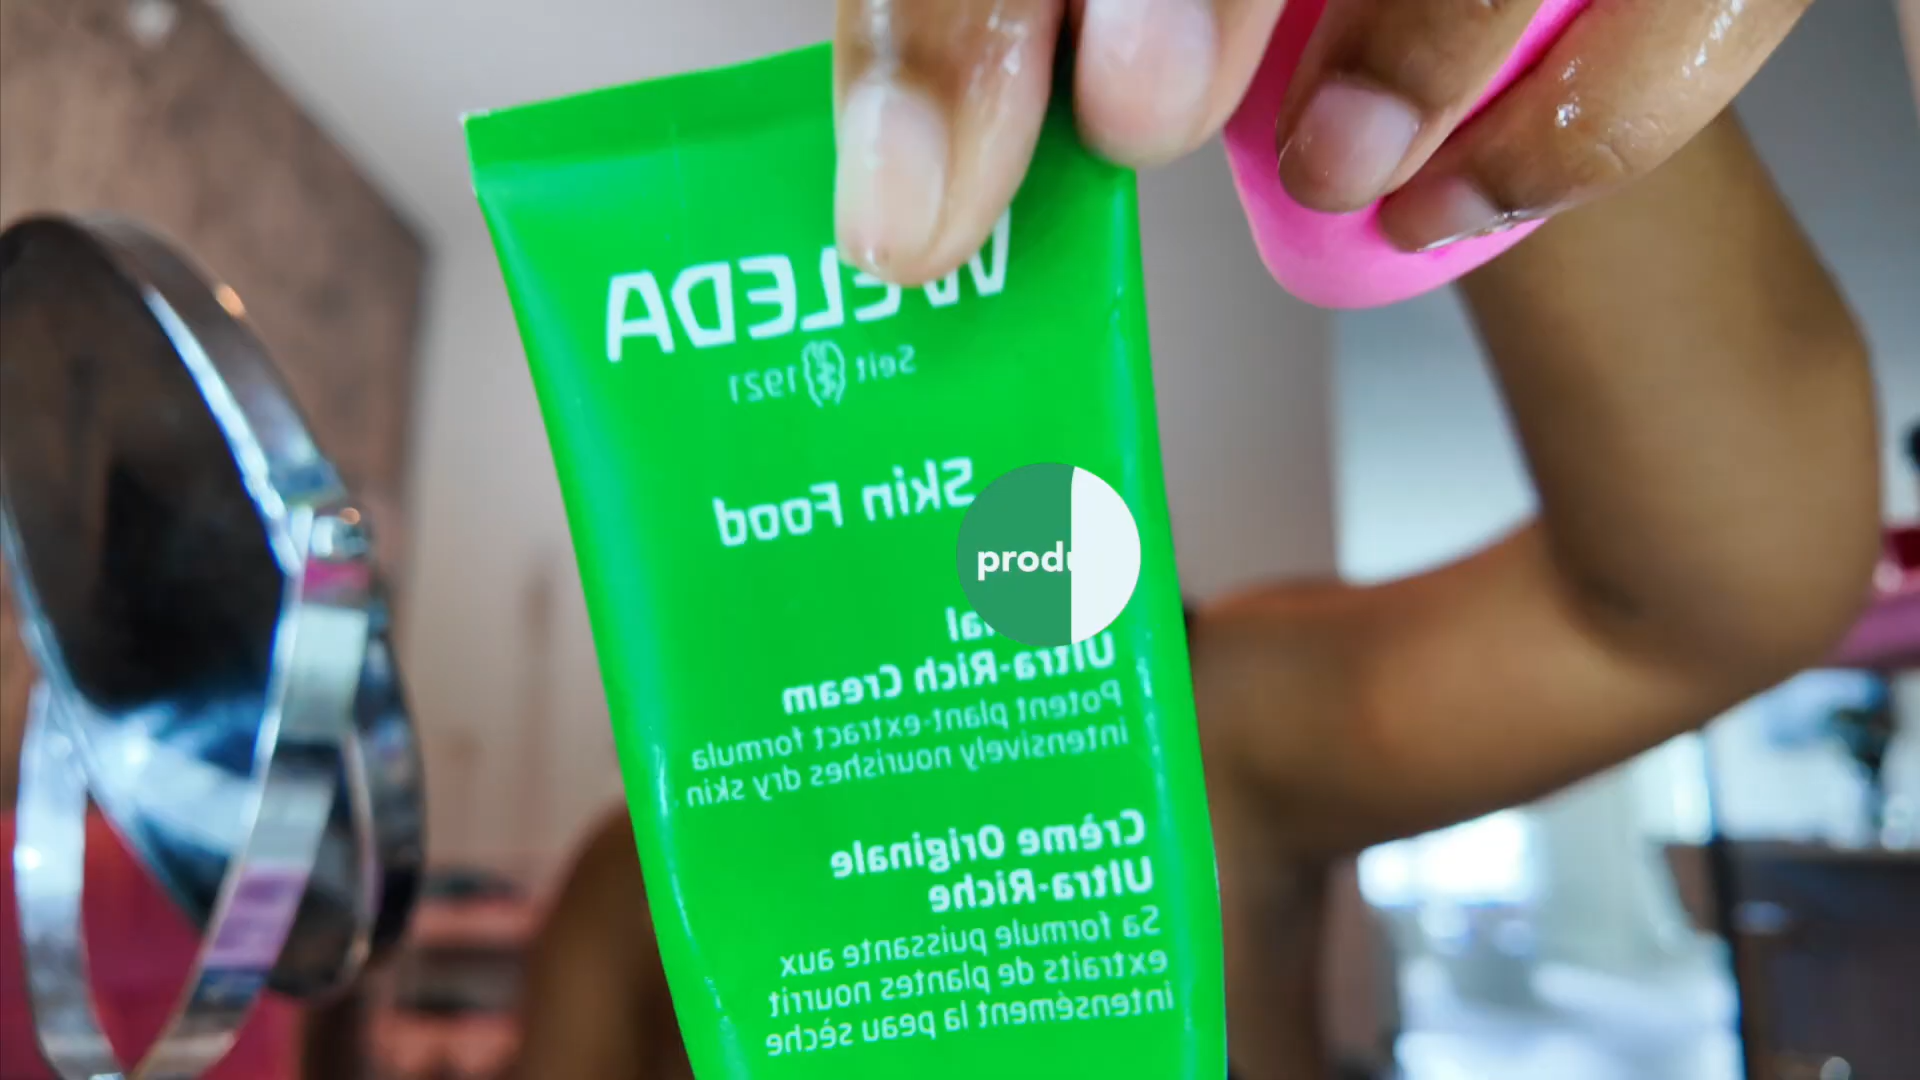 WELEDA
Seit 1921
Skin Food
Ultra-Rich Cream
Potent plant-extract formula
intensively nourishes dry skin
Crème Originale
Ultra-Riche
Sa formule puissante aux
extraits de plantes nourrit
intensément la peau sèche